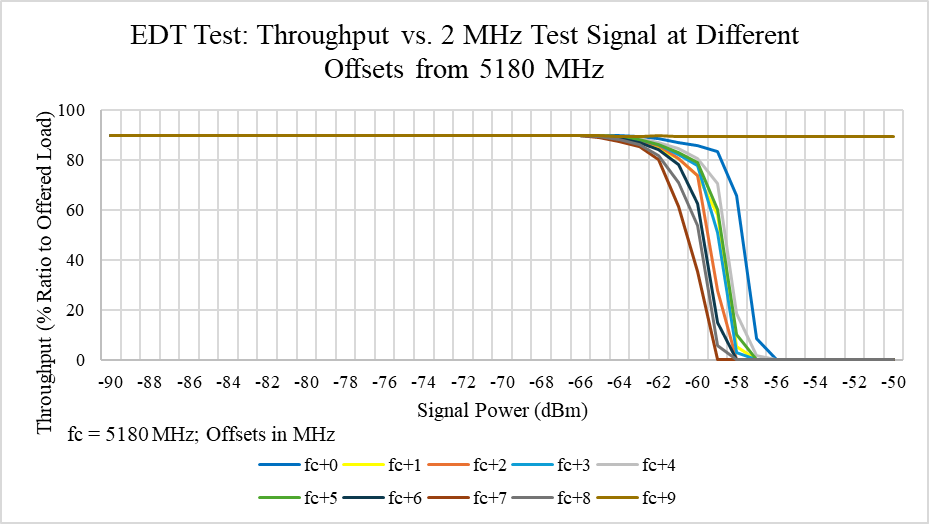 EDT Test: Throughput vs. 2 MHz Test Signal at Different
Offsets from 5180 MHz
Throughput (% Ratio to Offered Load)
100
80
60
40
20
0
-90 -88 -86 -84 -82 -80 -78 -76 -74 -72 -70 -68 -66 -64 -62 -60 -58 -56 -54 -52 -50
Signal Power (dBm)
fc = 5180 MHz; Offsets in MHz
fc+0 fc+1 fc+2 fc+3 fc+4
fc+5 fc+6 fc+7 fc+8 fc+9